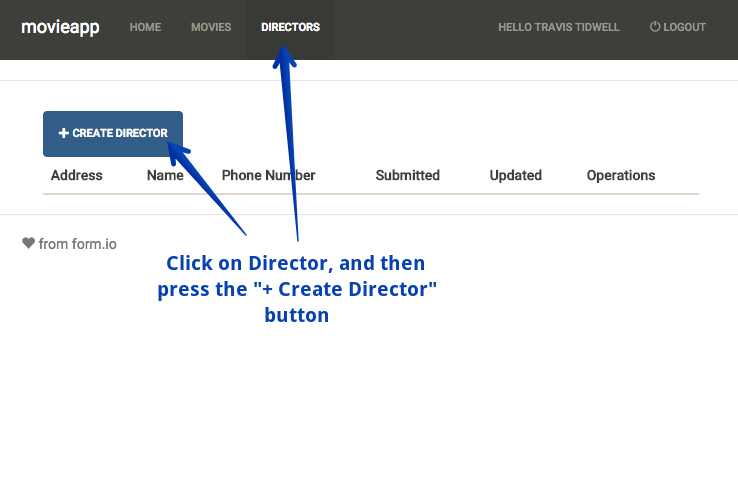 movieapp HOME MOVIES DIRECTORS HELLO TRAVIS TIDWELL LOGOUT
+ CREATE DIRECTOR
Address Name Phone Number Submitted Updated Operations
from form.io
Click on Director, and then
press the "+ Create Director"
button